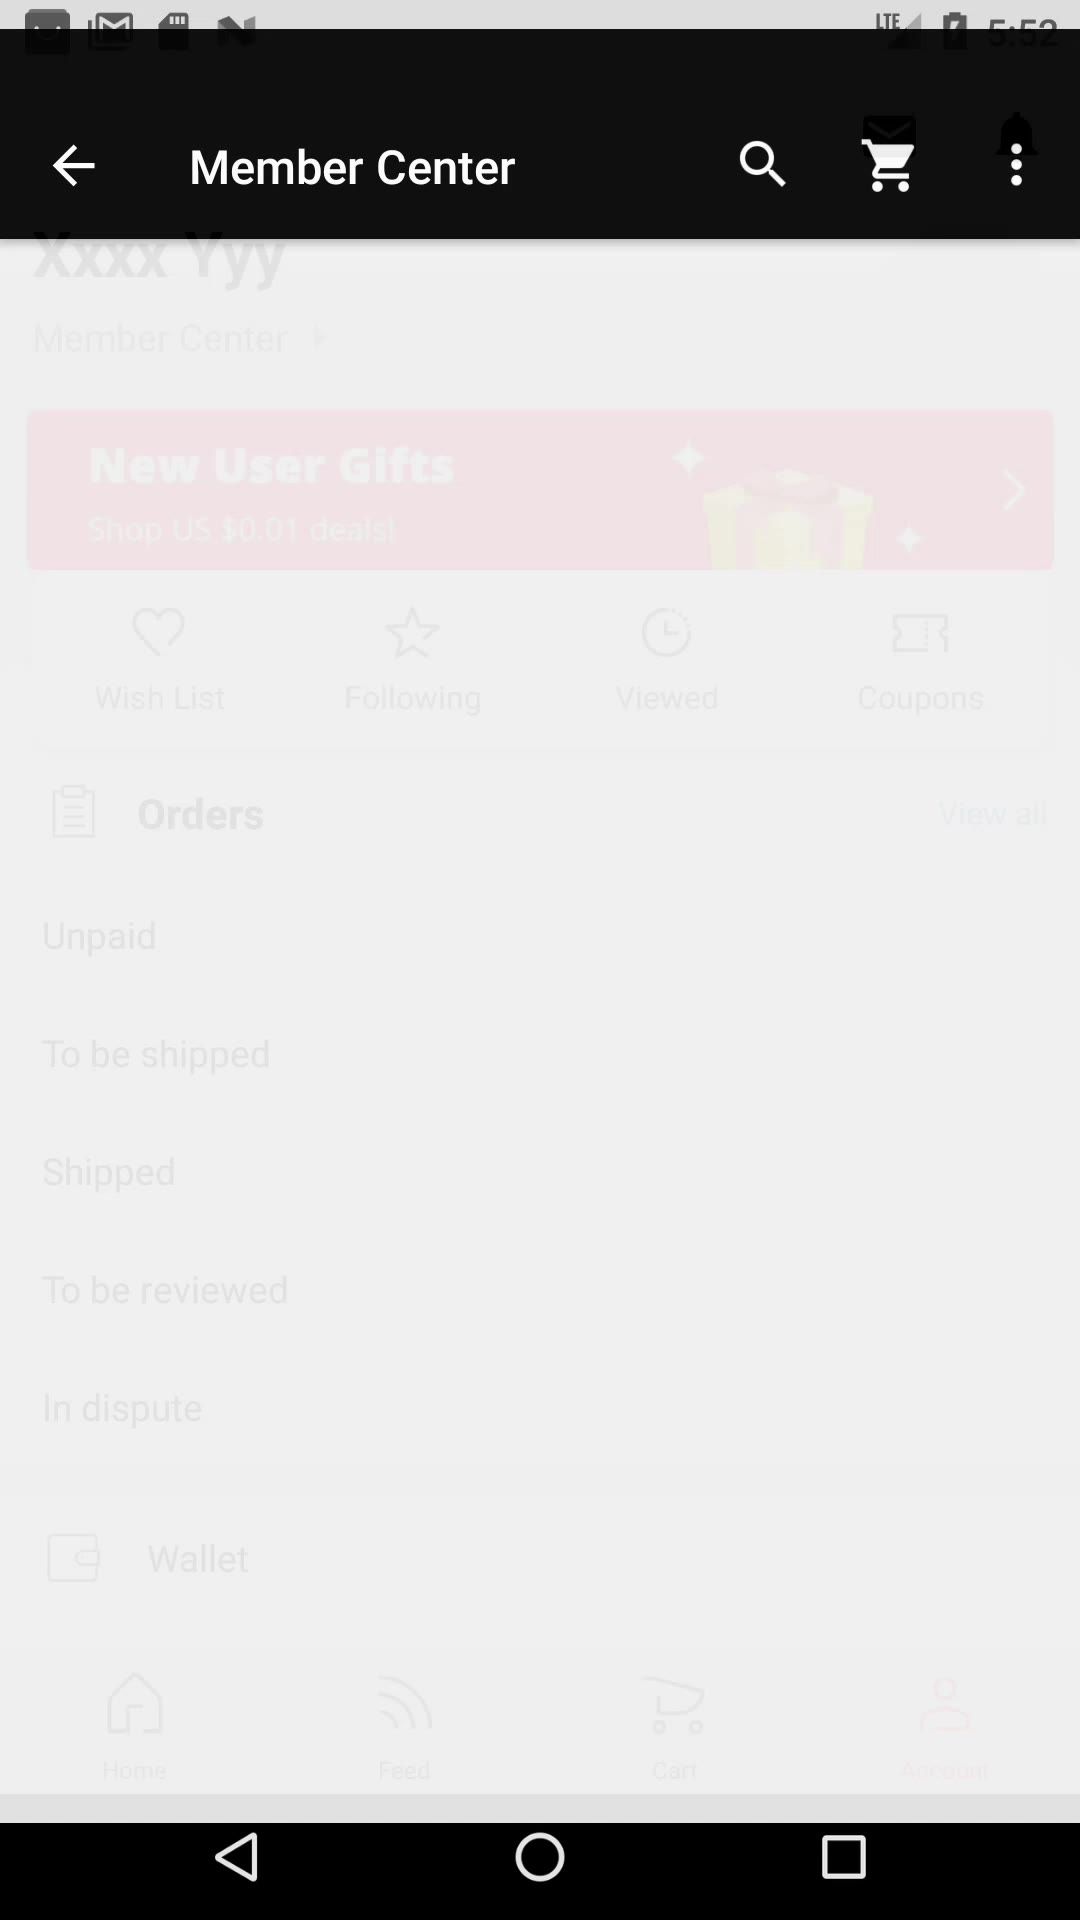 LTE 5:52
Member Center
Xxxx Yyy
Member Center
New User Gifts
Shop US $0.01 deals!
Wish List Following Viewed Coupons
Orders View all
Unpaid
To be shipped
Shipped
To be reviewed
In dispute
Wallet
Home Feed Cart Account